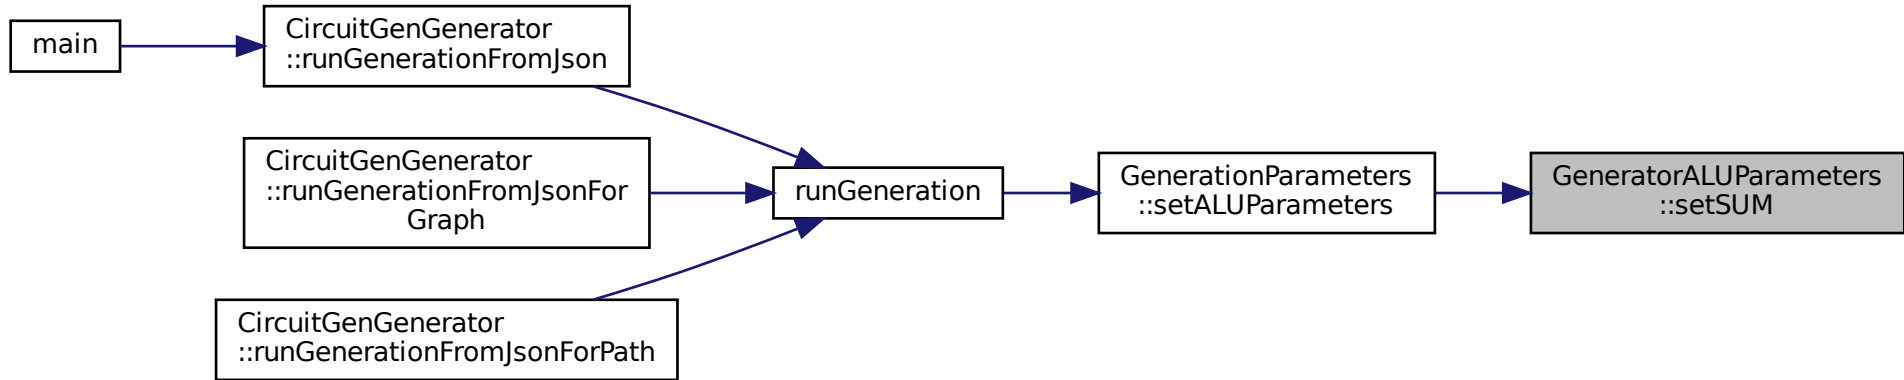 main
CircuitGenGenerator
::runGenerationFromJson
CircuitGenGenerator
::runGenerationFromJsonFor
Graph
CircuitGenGenerator
::runGenerationFromJsonForPath
runGeneration
GenerationParameters
::setALUParameters
GeneratorALUParameters
::setSUM